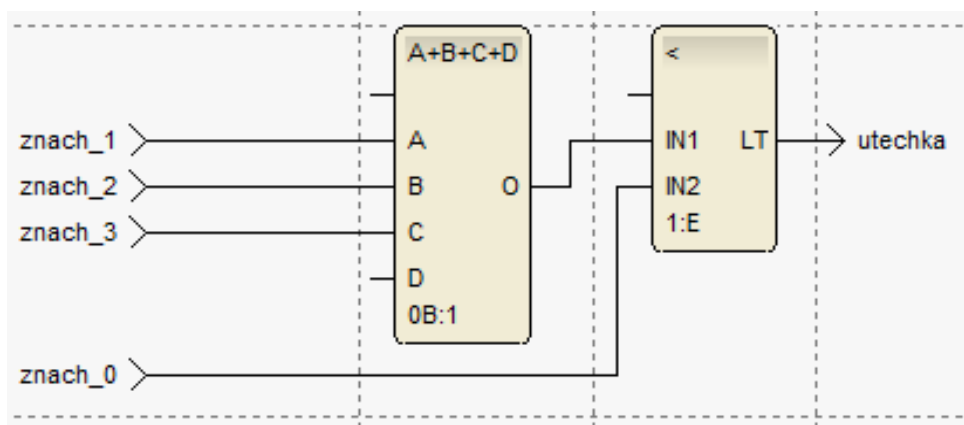 A+B+C+D
<
znach_1
A
IN1
LT
utechka
znach_2
B
O
IN2
znach_3
C
1:E
D
0B:1
znach_0